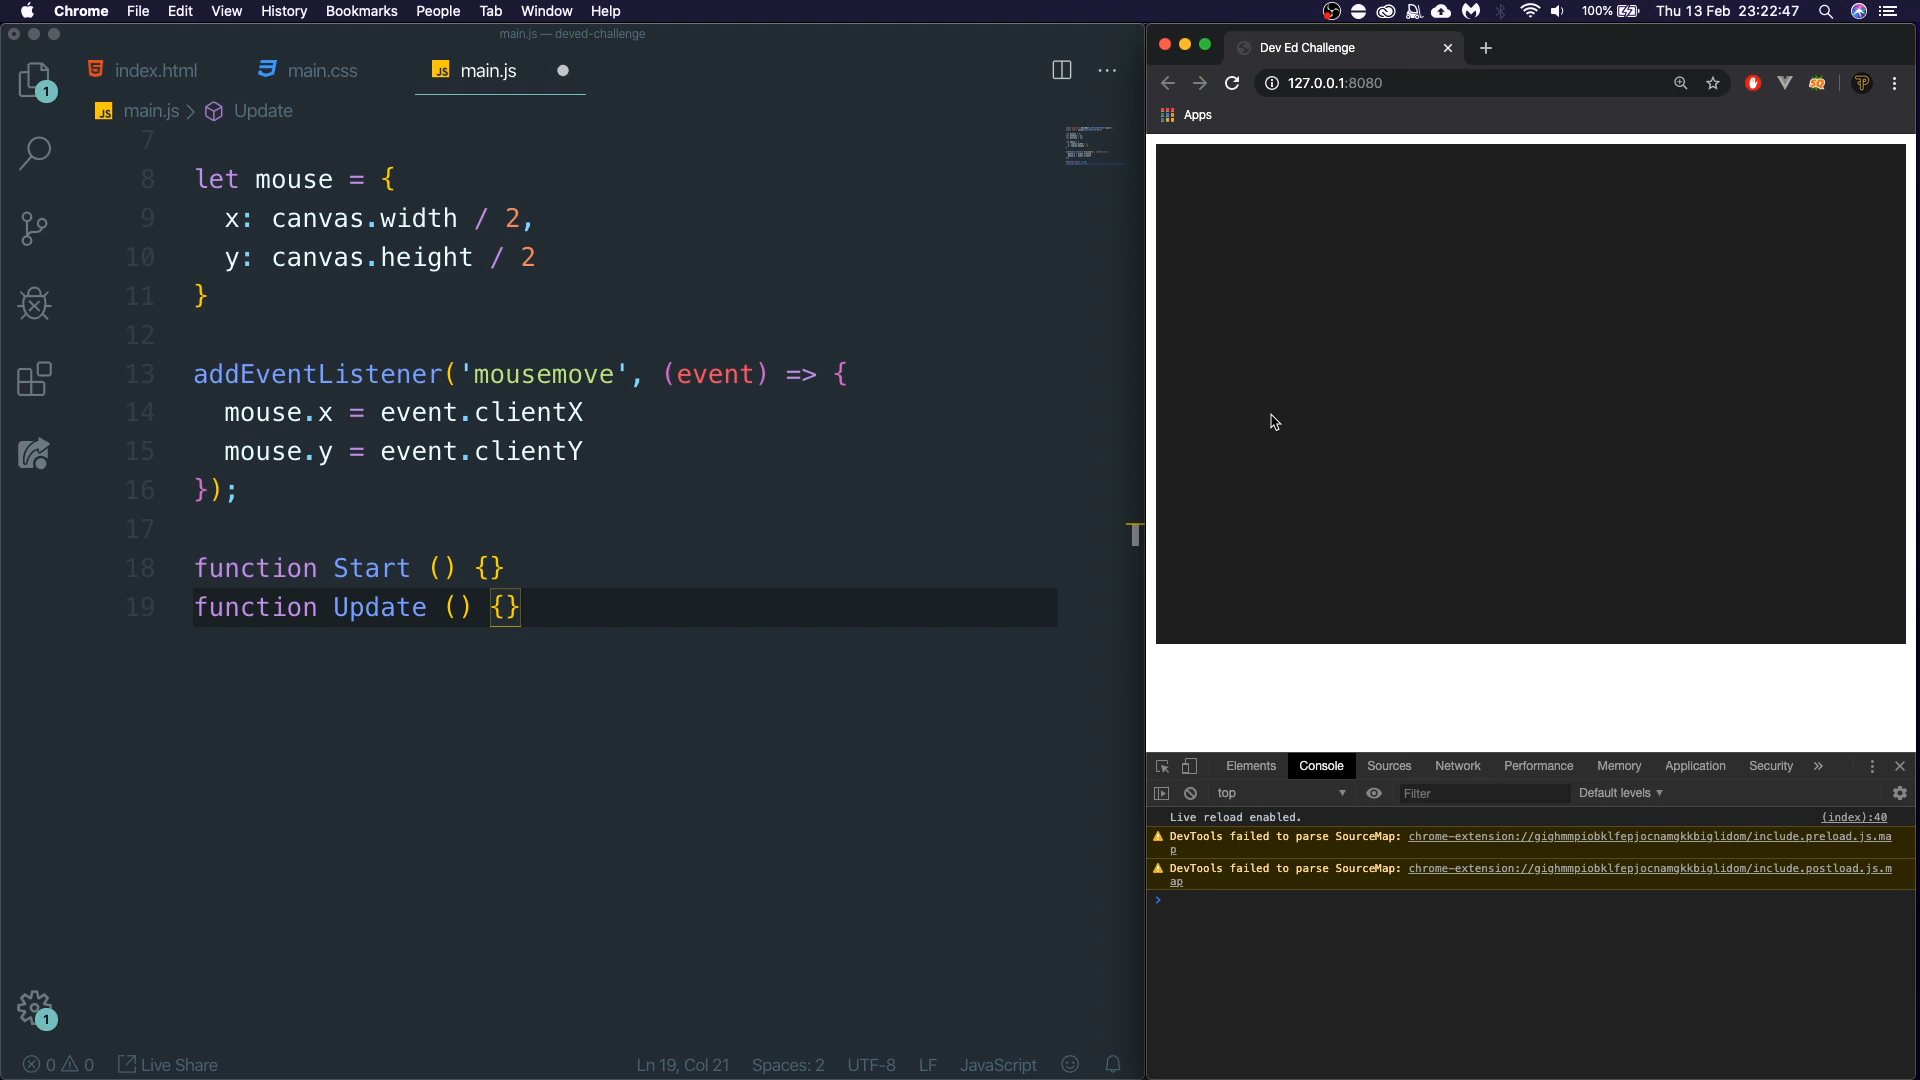 Chrome File Edit View History Bookmarks People Tab Window Help 100% Thu 13 Feb 23:22:47
main.js — deved-challenge
index.html main.css JS main.js
JS main.js > Update
7
8 let mouse = {
9 x: canvas.width / 2,
10 y: canvas.height / 2
11 }
12
13 addEventListener('mousemove', (event) => {
14 mouse.x = event.clientX
15 mouse.y = event.clientY
16 });
17
18 function Start () {}
19 function Update () {}
1
1
0 0 Live Share Ln 19, Col 21 Spaces: 2 UTF-8 LF JavaScript
Dev Ed Challenge
127.0.0.1:8080
Apps
Elements Console Sources Network Performance Memory Application Security »
top Filter Default levels
Live reload enabled. (index):40
DevTools failed to parse SourceMap: chrome-extension://gighmmpiobklfepjocnamgkkbiglidom/include.preload.js.ma
p
DevTools failed to parse SourceMap: chrome-extension://gighmmpiobklfepjocnamgkkbiglidom/include.postload.js.m
ap
>